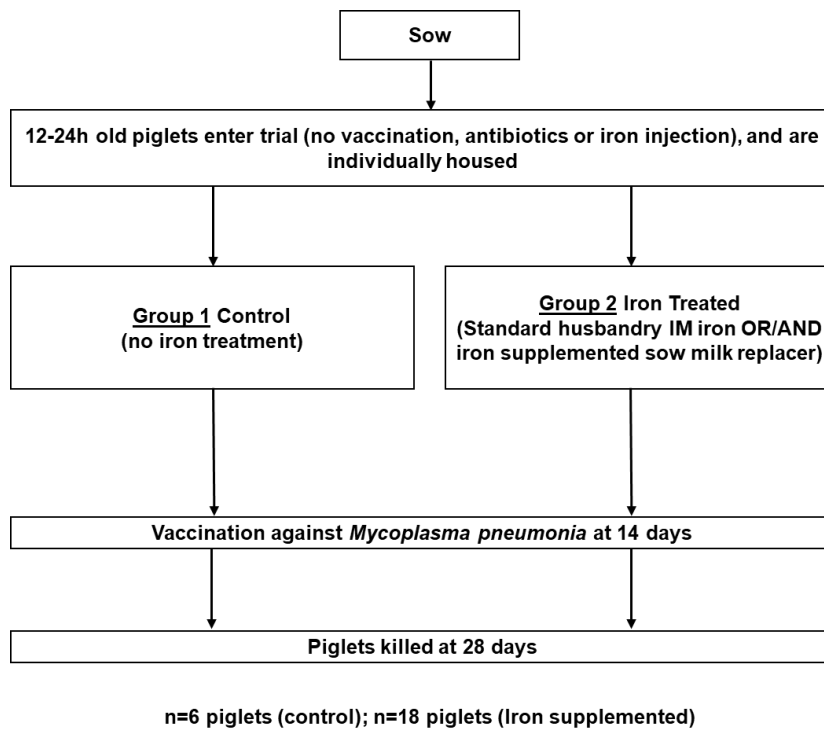 Sow
12-24h old piglets enter trial (no vaccination, antibiotics or iron injection), and are
individually housed
Group 1 Control
(no iron treatment)
Group 2 Iron Treated
(Standard husbandry IM iron OR/AND
iron supplemented sow milk replacer)
Vaccination against Mycoplasma pneumonia at 14 days
Piglets killed at 28 days
n=6 piglets (control); n=18 piglets (Iron supplemented)